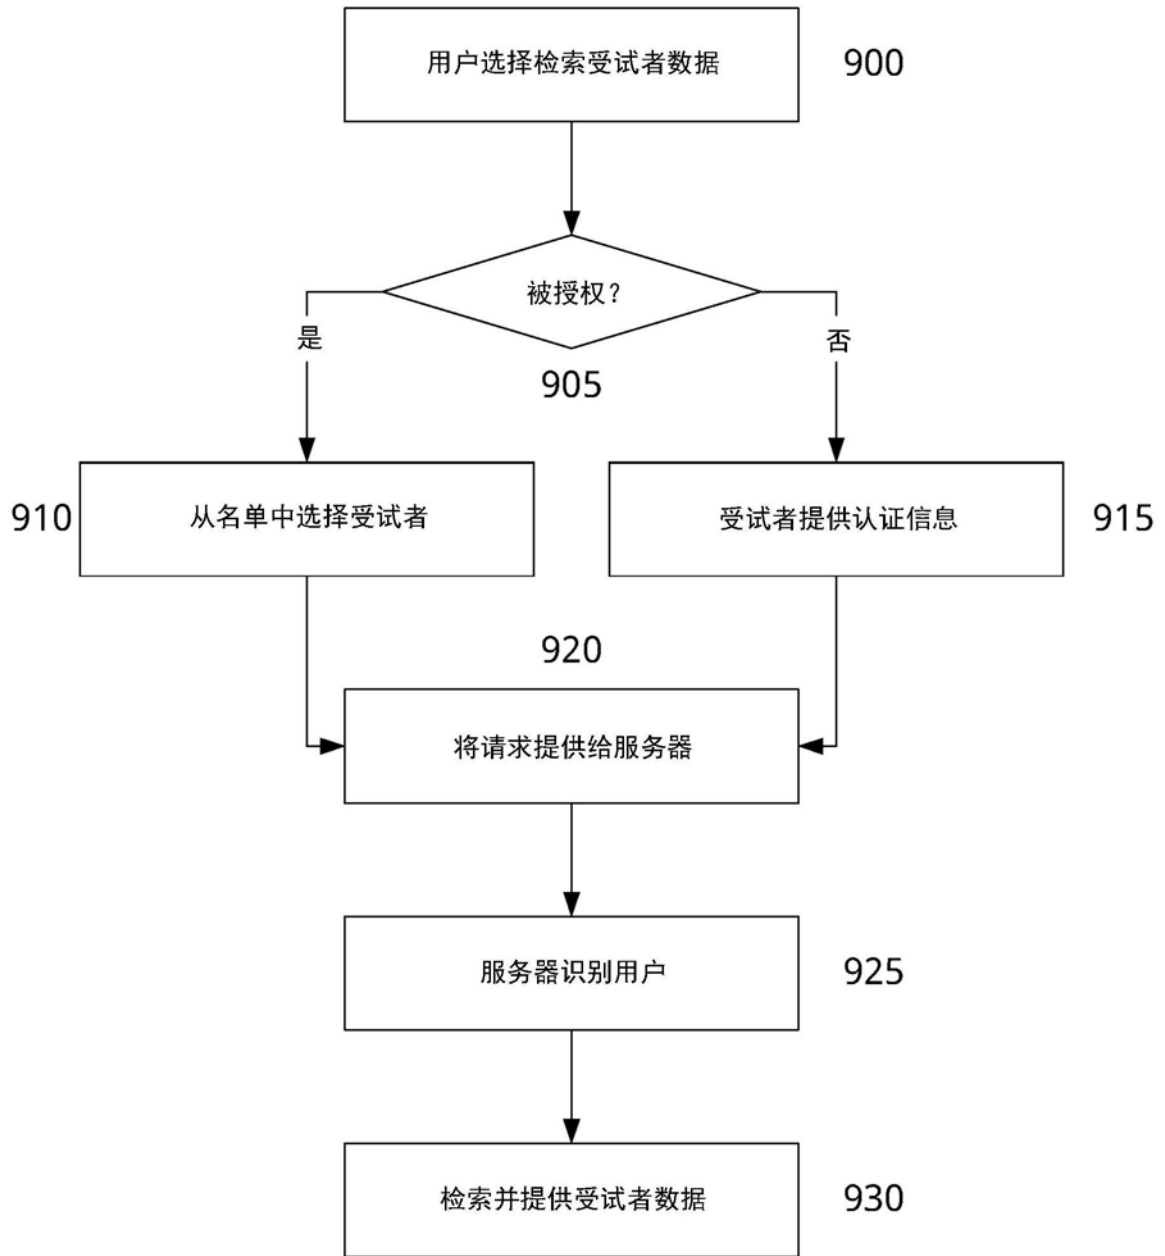 用户选择检索受试者数据
900
被授权？
是
否
905
910
从名单中选择受试者
受试者提供认证信息
915
920
将请求提供给服务器
服务器识别用户
925
检索并提供受试者数据
930